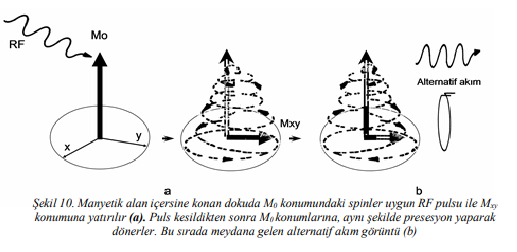 RF
Mo
x
y
Mxy
Alternatif akım
a
b
Şekil 10. Manyetik alan içersine konan dokuda M0 konumundaki spinler uygun RF pulsu ile Mxy
konumuna yatırılır (a). Puls kesildikten sonra M0 konumlarına, aynı şekilde presesyon yaparak
dönerler. Bu sırada meydana gelen alternatif akım görüntü (b)